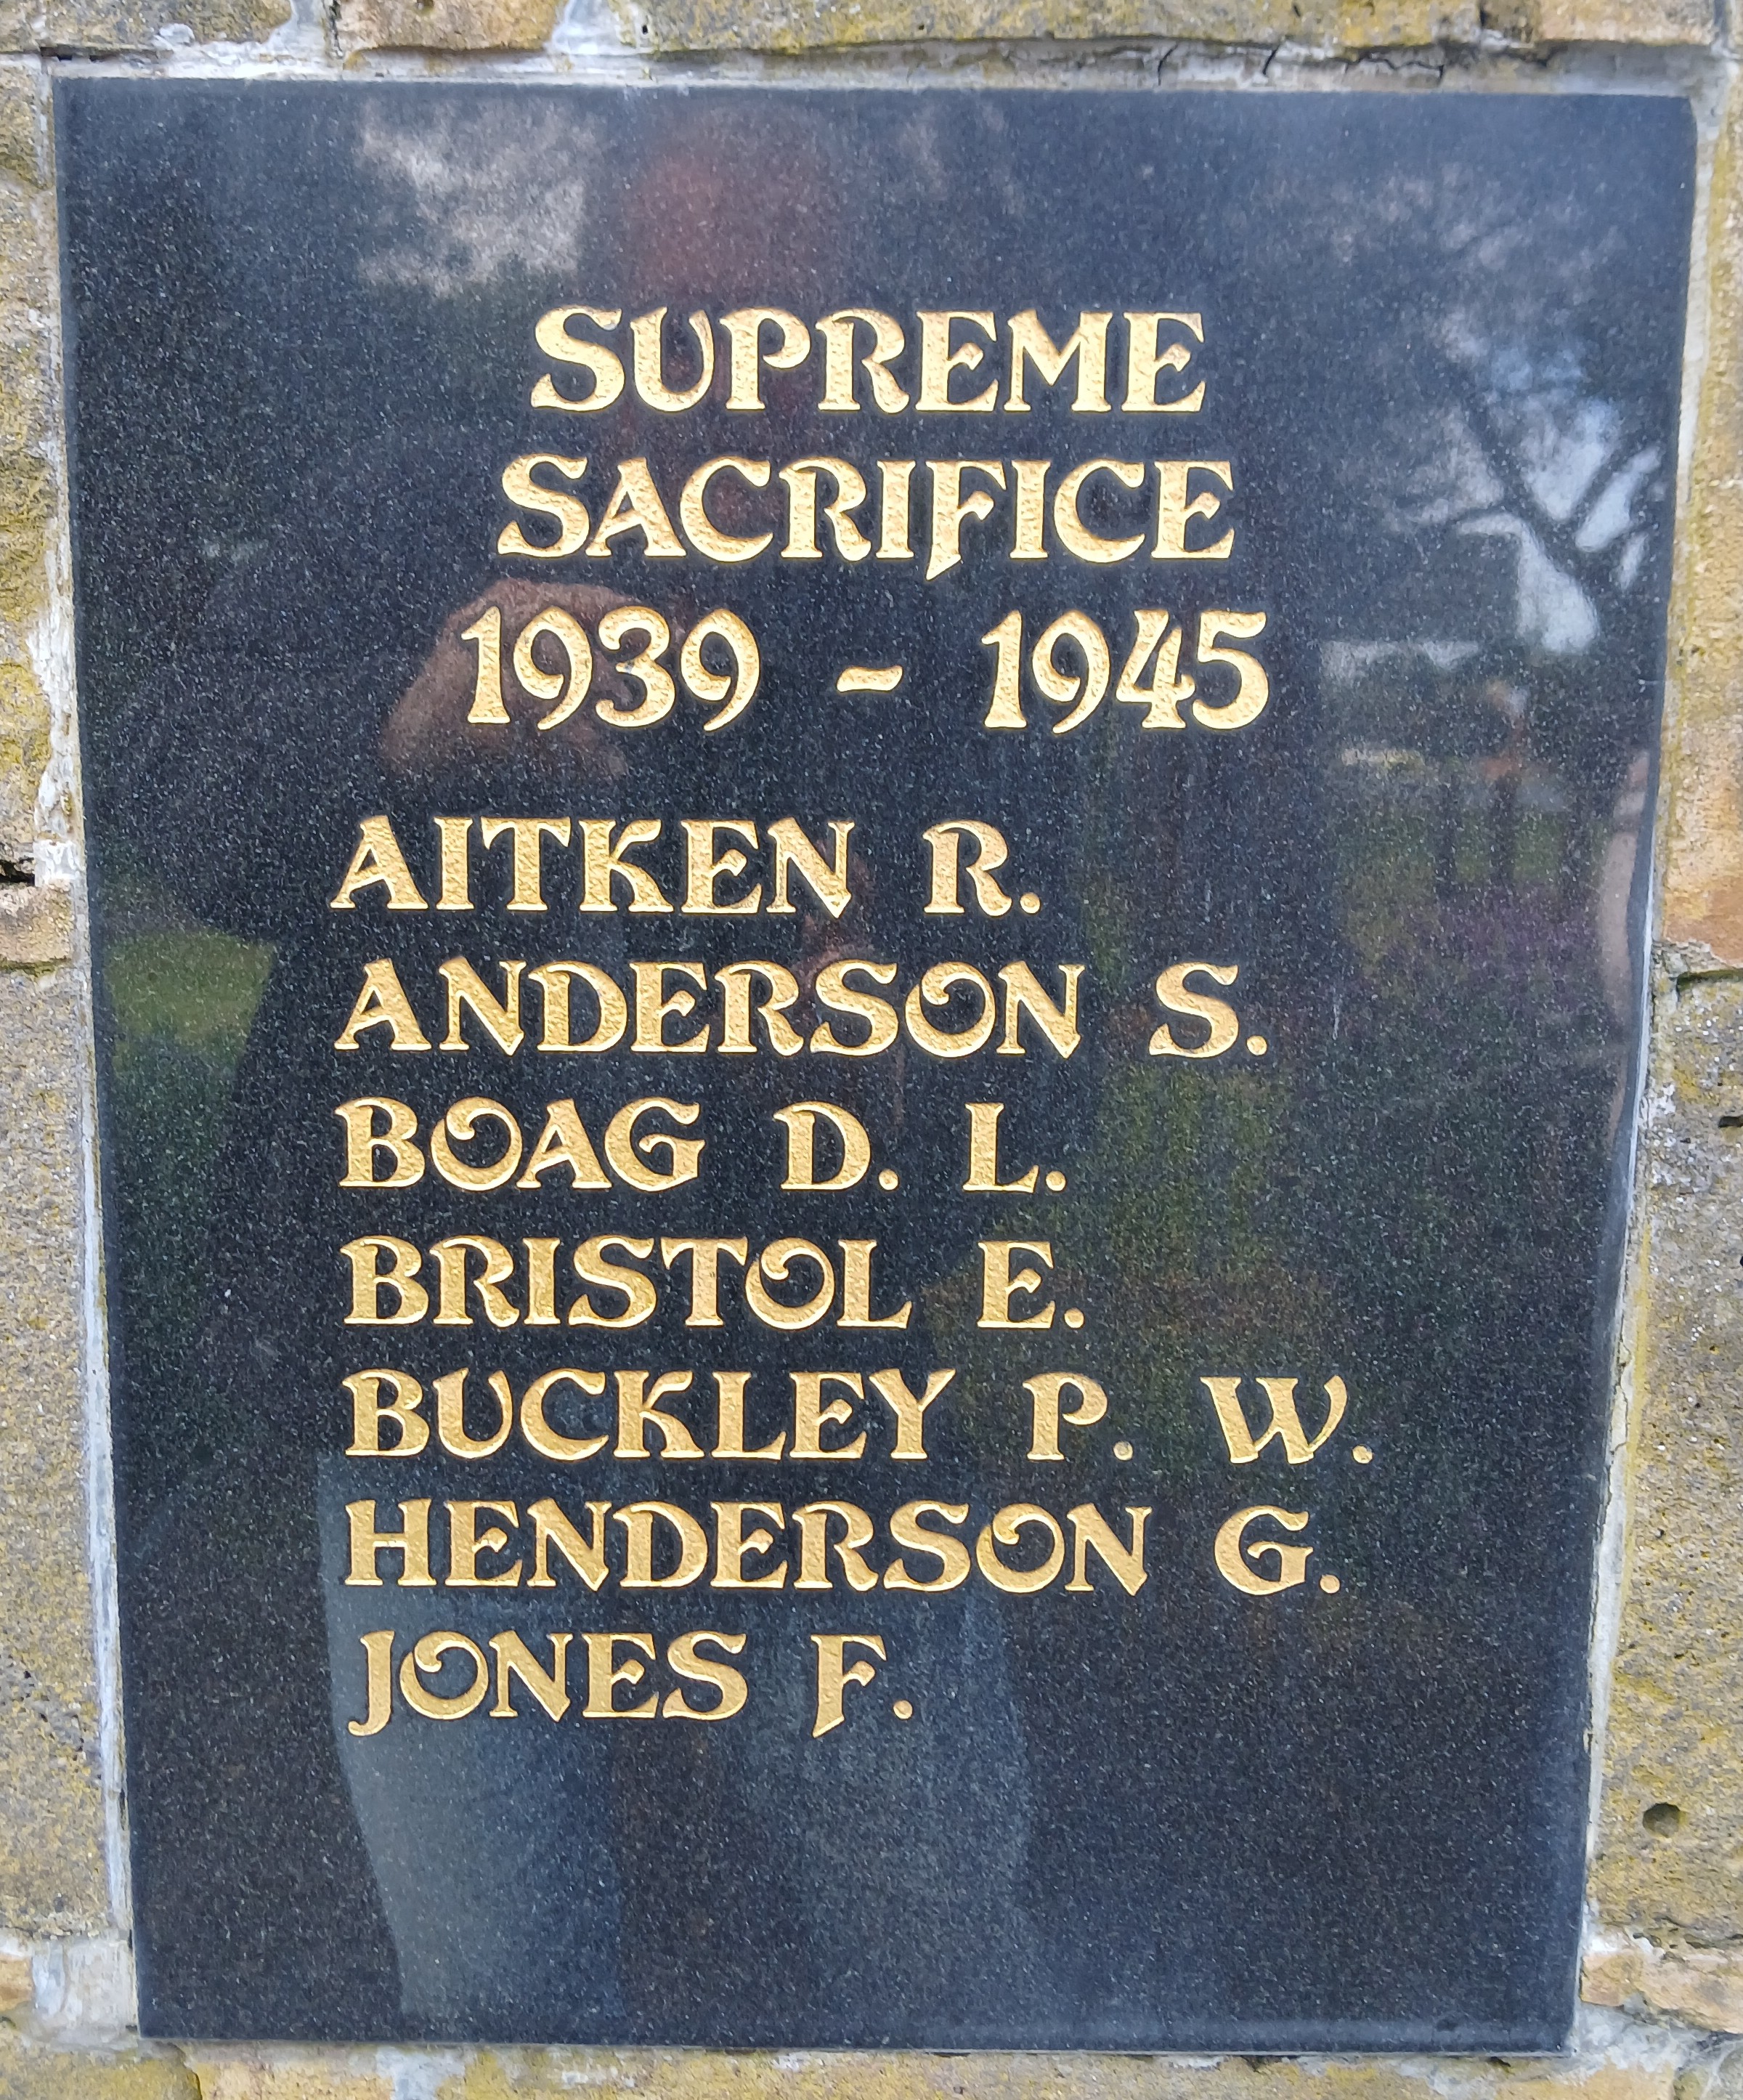 SUPREME
SACRIFICE
1939 - 1945
AITKEN R.
ANDERSON S.
BOAG D. L.
BRISTOL E.
BUCKLEY P. W.
HENDERSON G.
JONES F.